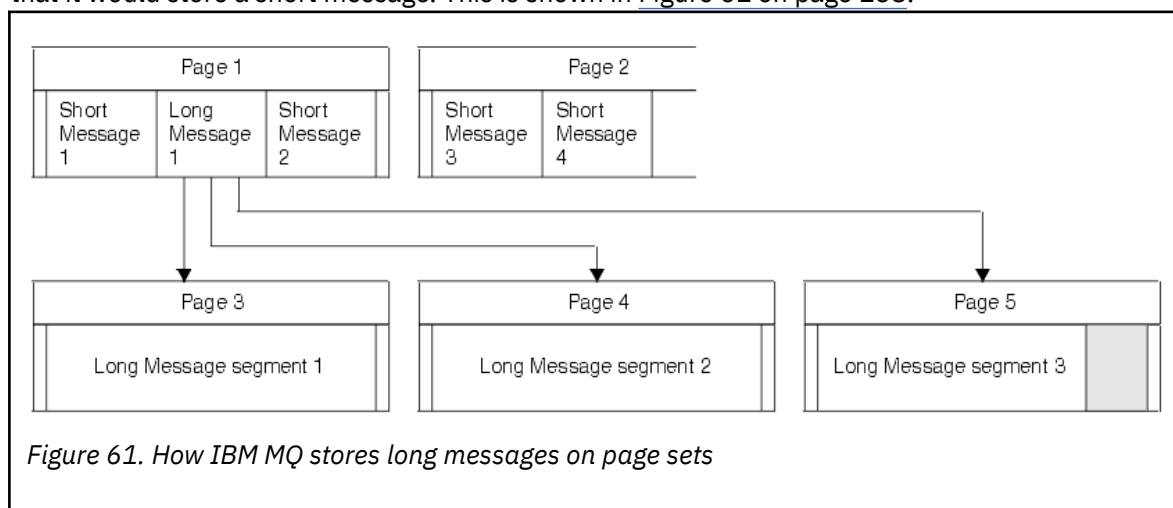 that it would store a short message. This is shown in
Page 1
Page 2
Short
Message
1
Long
Message
1
Short
Message
2
Short
Message
3
Short
Message
4
Page 3
Page 4
Page 5
Long Message segment 1
Long Message segment 2
Long Message segment 3
Figure 61. How IBM MQ stores long messages on page sets